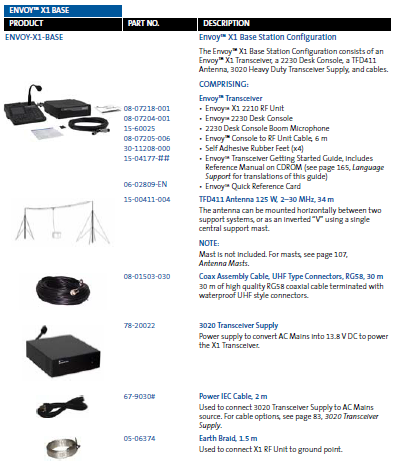 ENVOY™ X1 BASE
PRODUCT PART NO. DESCRIPTION
ENVOY-X1-BASE Envoy™ X1 Base Station Configuration
The Envoy™ X1 Base Station Configuration consists of an
Envoy™ X1 Transceiver, a 2230 Desk Console, a TFD411
Antenna, 3020 Heavy Duty Transceiver Supply, and cables.
COMPRISING:
Envoy™ Transceiver
08-07218-001 • Envoy™ X1 2210 RF Unit
08-07204-001 • Envoy™ 2230 Desk Console
15-60025 • 2230 Desk Console Boom Microphone
08-07205-006 • Envoy™ Console to RF Unit Cable, 6 m
30-11208-000 • Self Adhesive Rubber Feet (x4)
15-04177-## • Envoy™ Transceiver Getting Started Guide, includes
Reference Manual on CDROM (see page 165, Language
Support for translations of this guide)
06-02809-EN • Envoy™ Quick Reference Card
15-00411-004 TFD411 Antenna 125 W, 2–30 MHz, 34 m
The antenna can be mounted horizontally between two
support systems, or as an inverted "V" using a single
central support mast.
NOTE:
Mast is not included. For masts, see page 107,
Antenna Masts.
08-01503-030 Coax Assembly Cable, UHF Type Connectors, RG58, 30 m
30 m of high quality RG58 coaxial cable terminated with
waterproof UHF style connectors.
78-20022 3020 Transceiver Supply
Power supply to convert AC Mains into 13.8 V DC to power
the X1 Transceiver.
67-9030# Power IEC Cable, 2 m
Used to connect 3020 Transceiver Supply to AC Mains
source. For cable options, see page 83, 3020 Transceiver
Supply.
05-06374 Earth Braid, 1.5 m
Used to connect X1 RF Unit to ground point.